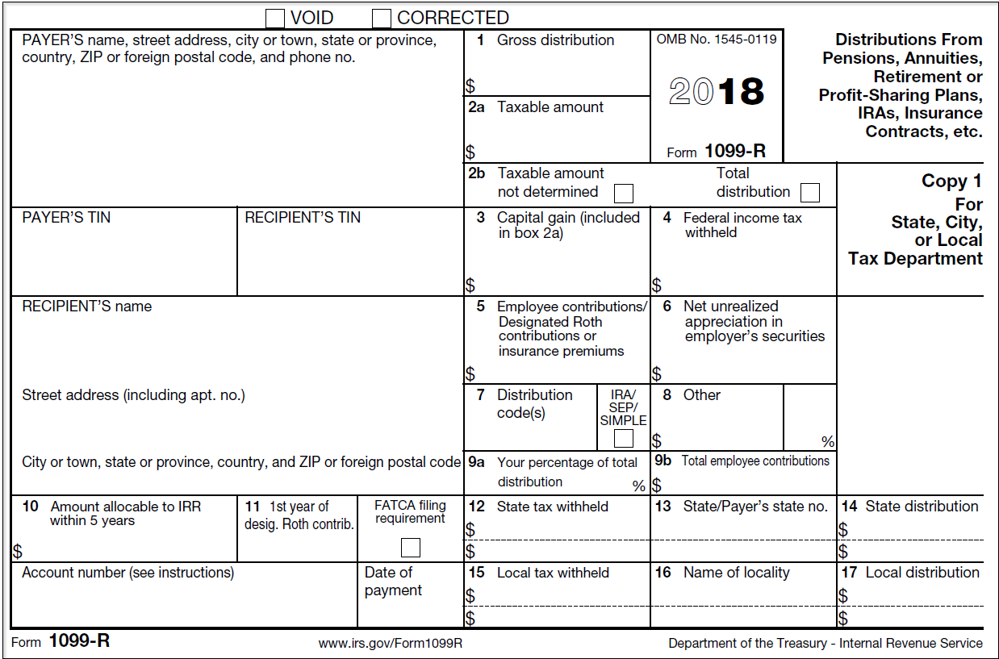 VOID CORRECTED
PAYER'S name, street address, city or town, state or province,
country, ZIP or foreign postal code, and phone no.
1 Gross distribution
$
2a Taxable amount
$
OMB No. 1545-0119
2018
Form 1099-R
Distributions From
Pensions, Annuities,
Retirement or
Profit-Sharing Plans,
IRAs, Insurance
Contracts, etc.
2b Taxable amount
not determined
Total
distribution
Copy 1
For
State, City,
or Local
Tax Department
PAYER'S TIN
RECIPIENT'S TIN
3 Capital gain (included
in box 2a)
$
4 Federal income tax
withheld
$
RECIPIENT'S name
5 Employee contributions/
Designated Roth
contributions or
insurance premiums
$
6 Net unrealized
appreciation in
employer's securities
$
Street address (including apt. no.)
7 Distribution
code(s)
IRA/
SEP/
SIMPLE
8 Other
$ %
City or town, state or province, country, and ZIP or foreign postal code
9a Your percentage of total
distribution %
9b Total employee contributions
$
10 Amount allocable to IRR
within 5 years
$
11 1st year of
desig. Roth contrib.
FATCA filing
requirement
12 State tax withheld
$
$
13 State/Payer's state no.
14 State distribution
$
$
Account number (see instructions)
Date of
payment
15 Local tax withheld
$
$
16 Name of locality
17 Local distribution
$
$
Form 1099-R
www.irs.gov/Form1099R
Department of the Treasury - Internal Revenue Service